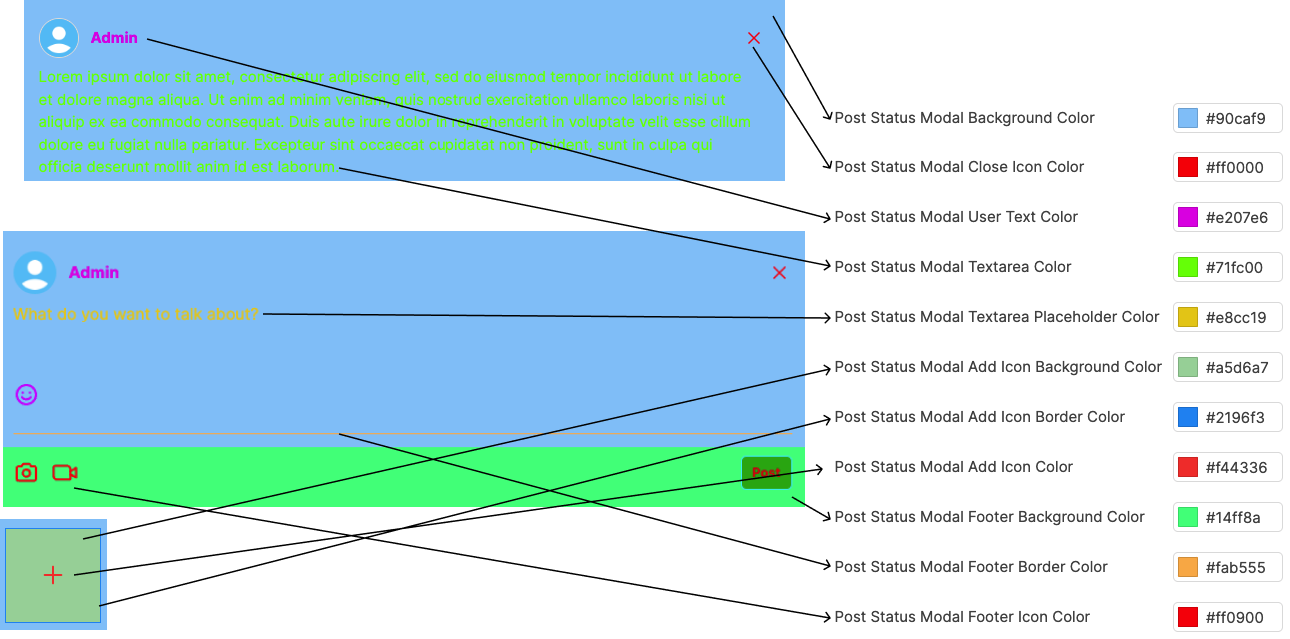 Admin
Lorem ipsum dolor sit amet, consectetur adipiscing elit, sed do eiusmod tempor incididunt ut labore
et dolore magna aliqua. Ut enim ad minim veniam, quis nostrud exercitation ullamco laboris nisi ut
aliquip ex ea commodo consequat. Duis aute irure dolor in reprehenderit in voluptate velit esse cillum
dolore eu fugiat nulla pariatur. Excepteur sint occaecat cupidatat non proident, sunt in culpa qui
officia deserunt mollit anim id est laborum.
Admin
What do you want to talk about?
Post
Post Status Modal Background Color #90caf9
Post Status Modal Close Icon Color #ff0000
Post Status Modal User Text Color #e207e6
Post Status Modal Textarea Color #71fc00
Post Status Modal Textarea Placeholder Color #e8cc19
Post Status Modal Add Icon Background Color #a5d6a7
Post Status Modal Add Icon Border Color #2196f3
Post Status Modal Add Icon Color #f44336
Post Status Modal Footer Background Color #14ff8a
Post Status Modal Footer Border Color #fab555
Post Status Modal Footer Icon Color #ff0900